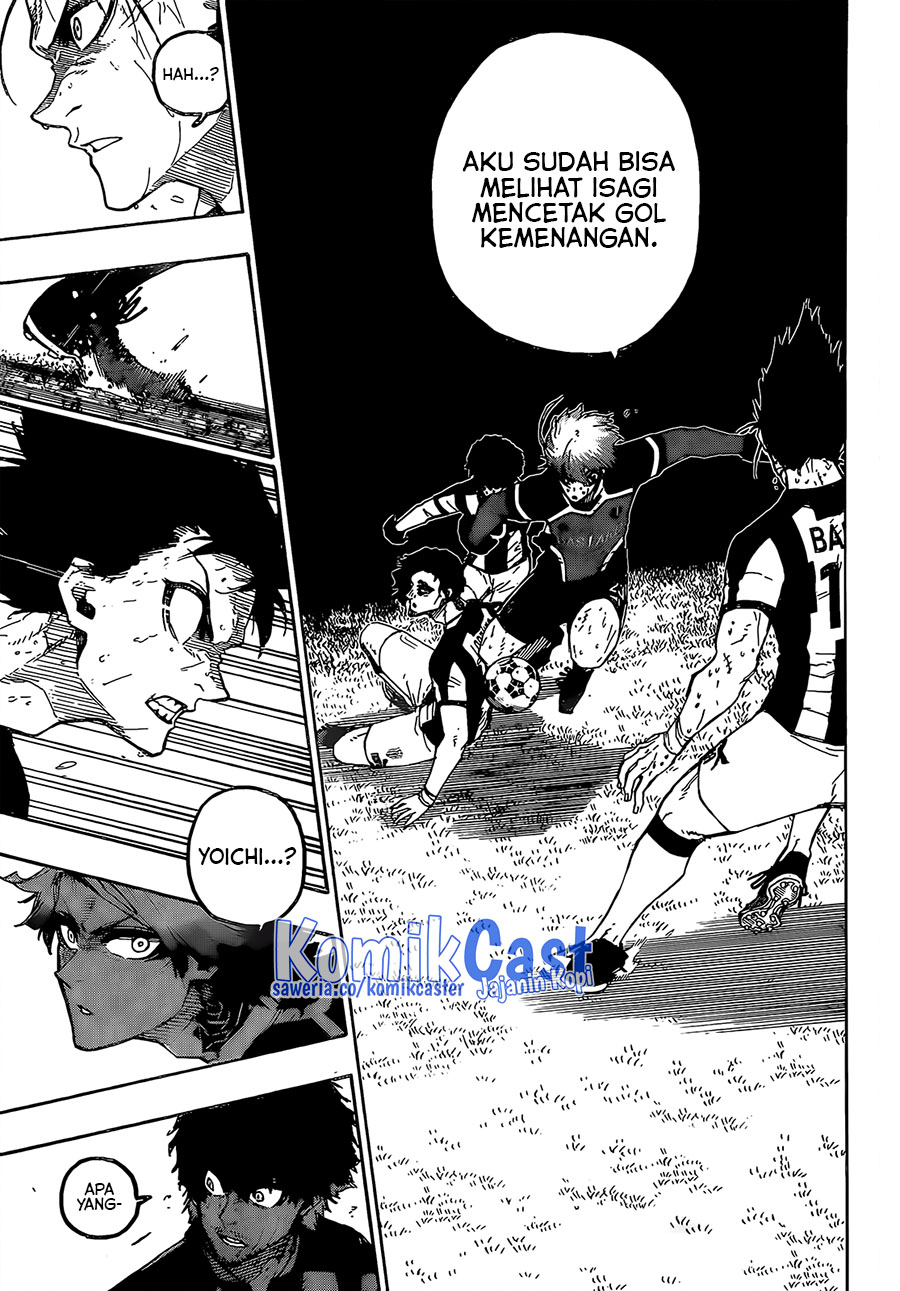 AKU SUDAH BISA
MELIHAT ISAGI
MENCETAK GOL
KEMENANGAN.
HAH...?
BA
1
YOICHI...?
KomikCast
saweria.co/komikcaster
Jajanin Kopi
APA
YANG-